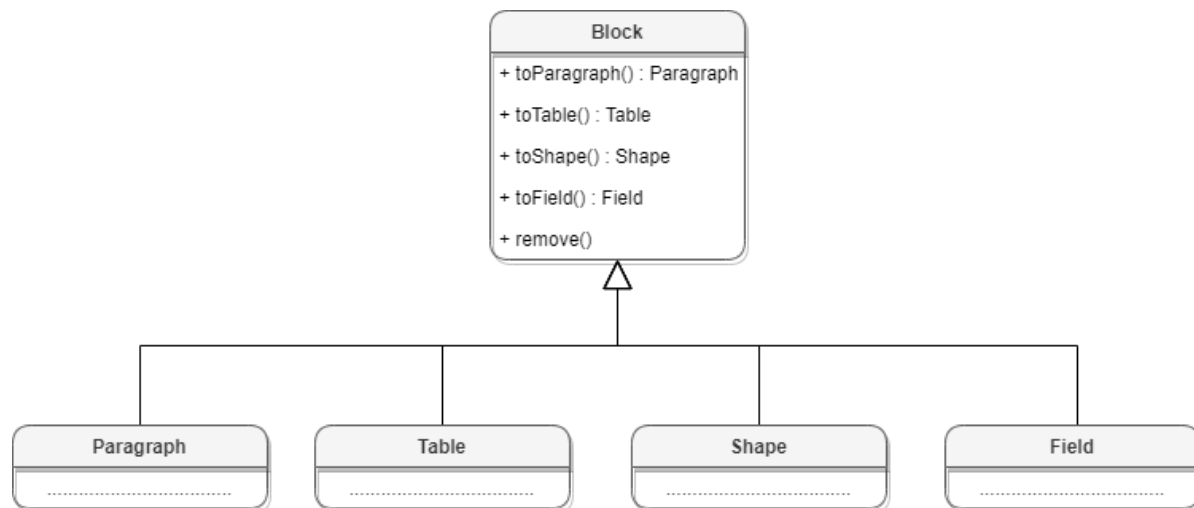 Block
+ toParagraph() : Paragraph
+ toTable() : Table
+ toShape() : Shape
+ toField() : Field
+ remove()
Paragraph
Table
Shape
Field